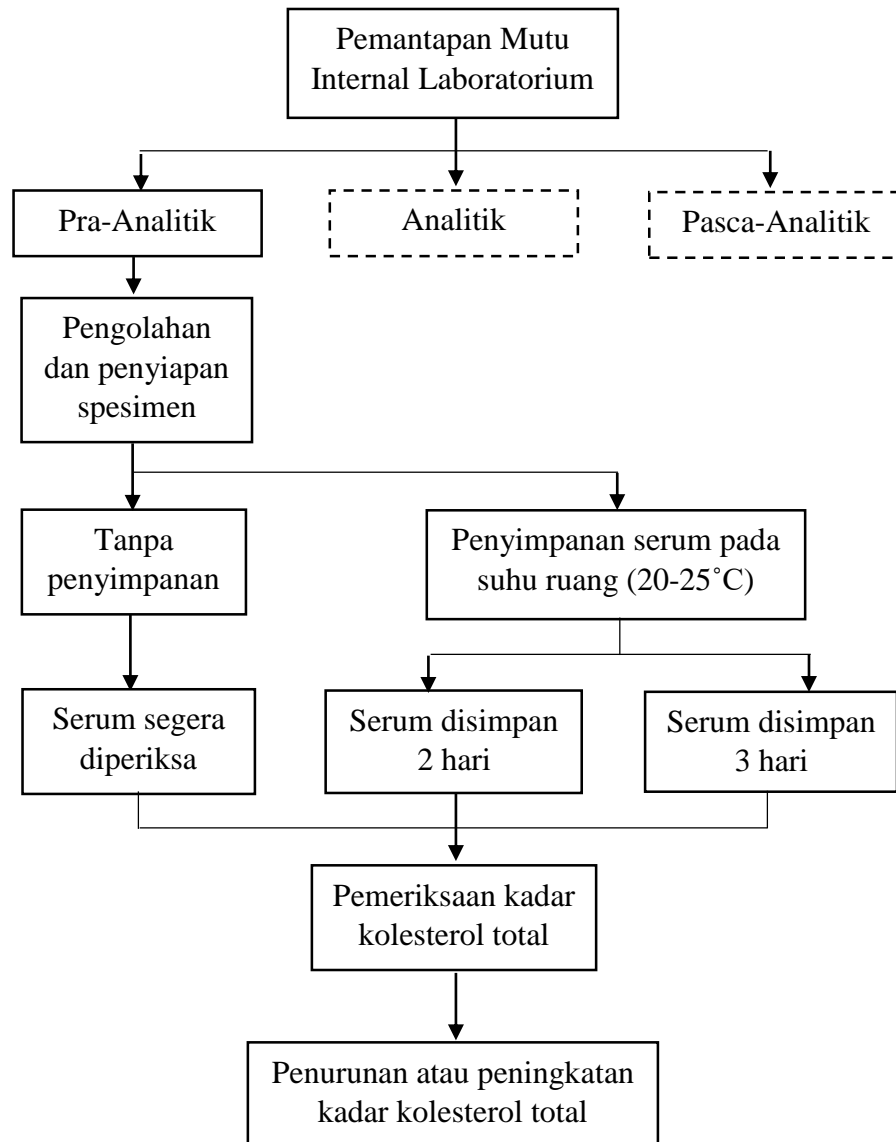 Pemantapan Mutu
Internal Laboratorium
Pra-Analitik
Analitik
Pasca-Analitik
Pengolahan
dan penyiapan
spesimen
Tanpa
penyimpanan
Penyimpanan serum pada
suhu ruang (20-25˚C)
Serum segera
diperiksa
Serum disimpan
2 hari
Serum disimpan
3 hari
Pemeriksaan kadar
kolesterol total
Penurunan atau peningkatan
kadar kolesterol total